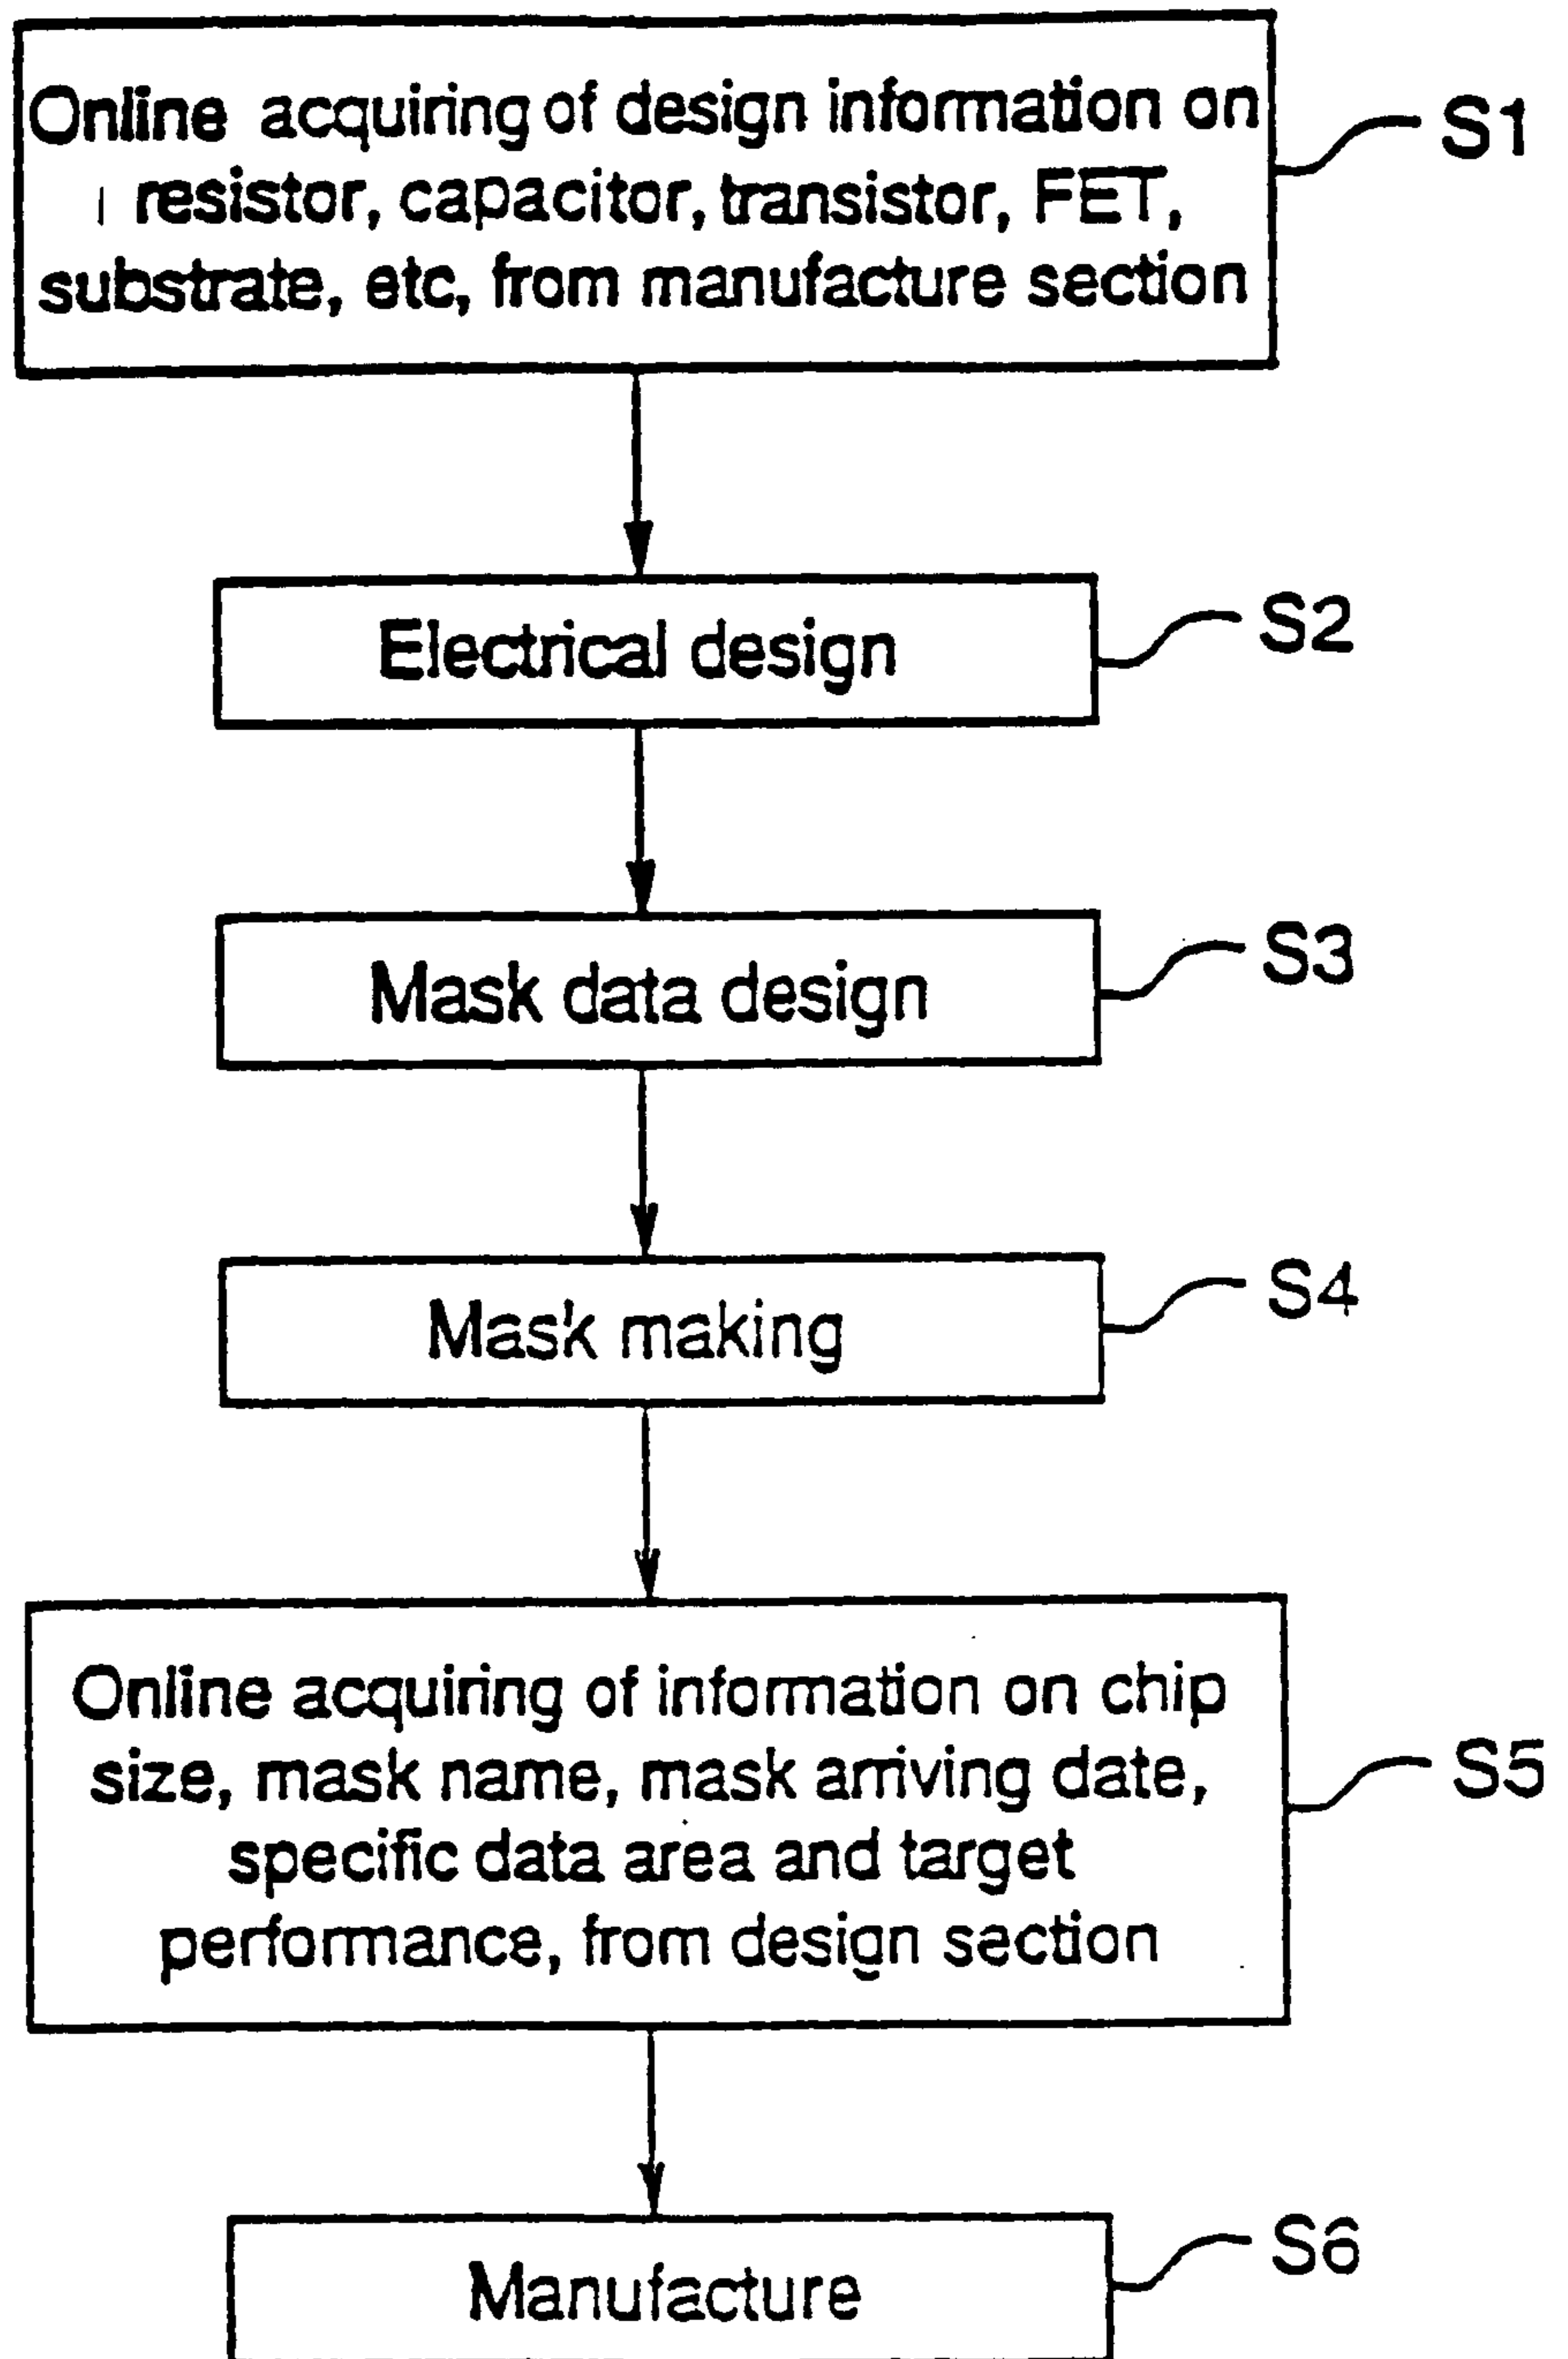 Online acquiring of design information on
resistor, capacitor, transistor, FET,
substrate, etc, from manufacture section
S1
Electrical design
S2
Mask data design
S3
Mask making
S4
Online acquiring of information on chip
size, mask name, mask arriving date,
specific data area and target
performance, from design section
S5
Manufacture
S6